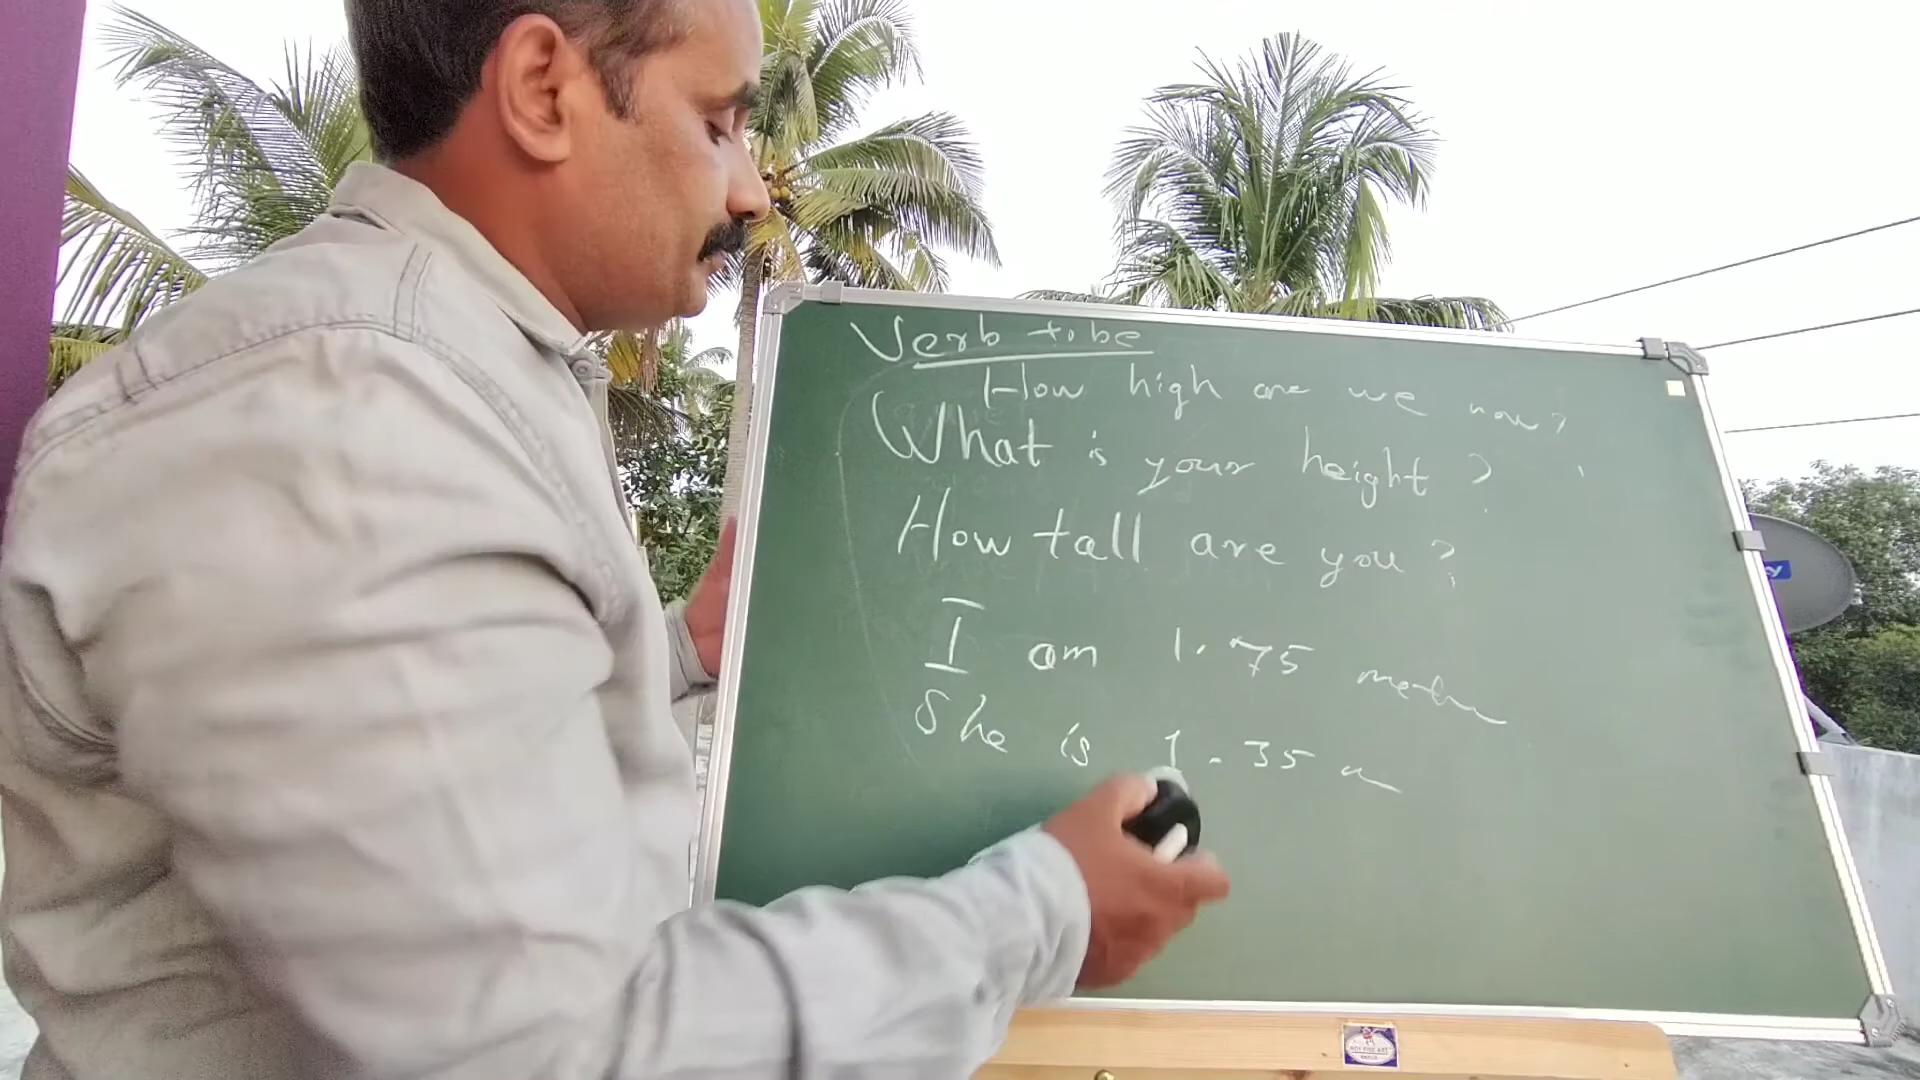 Verb to be
How high are we now?
What is your height?
How tall are you?
I am 1.75
She is 1.35 m